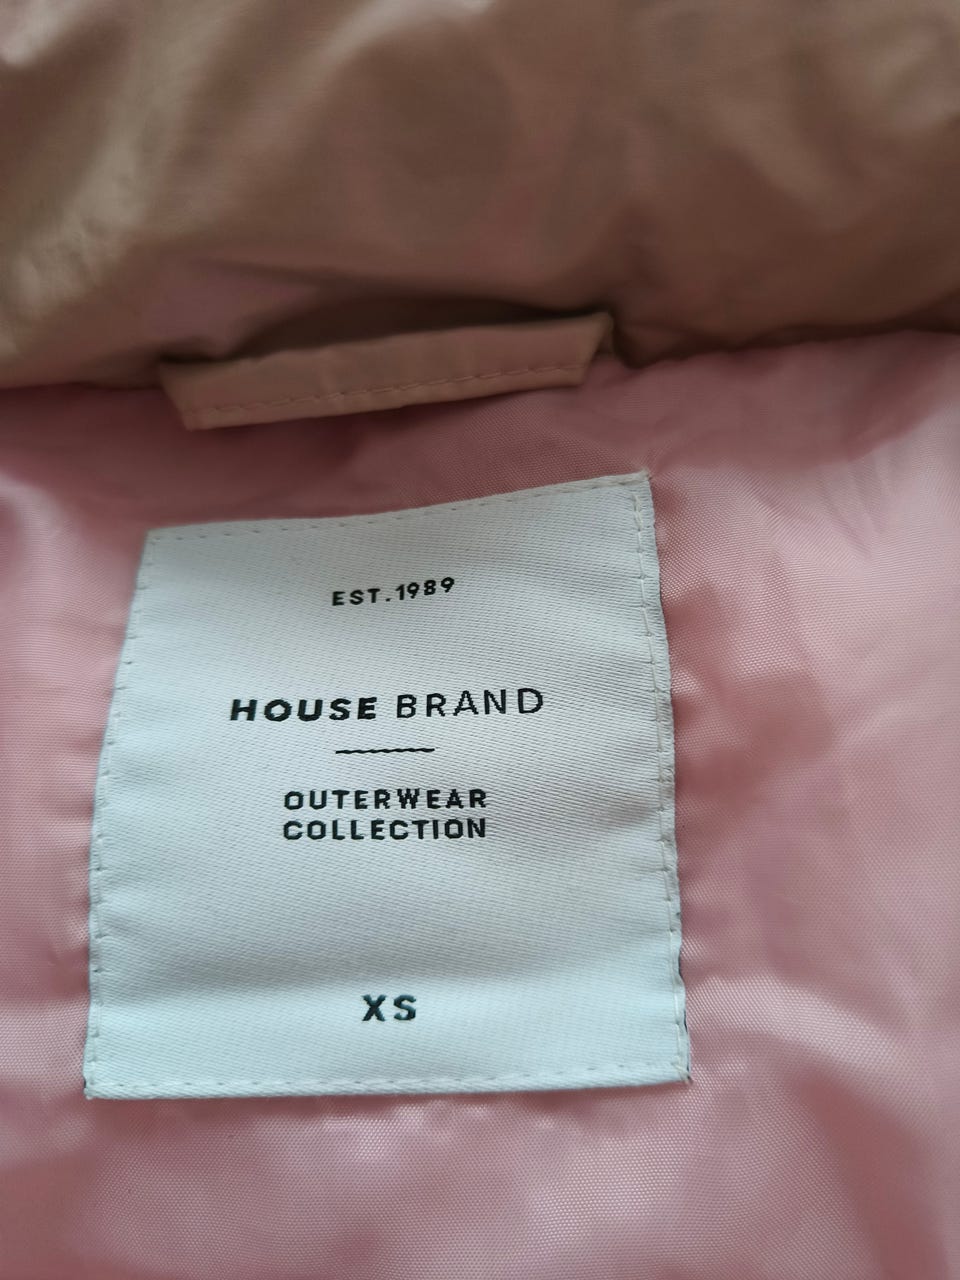 EST.1989
HOUSE BRAND
OUTERWEAR
COLLECTION
XS